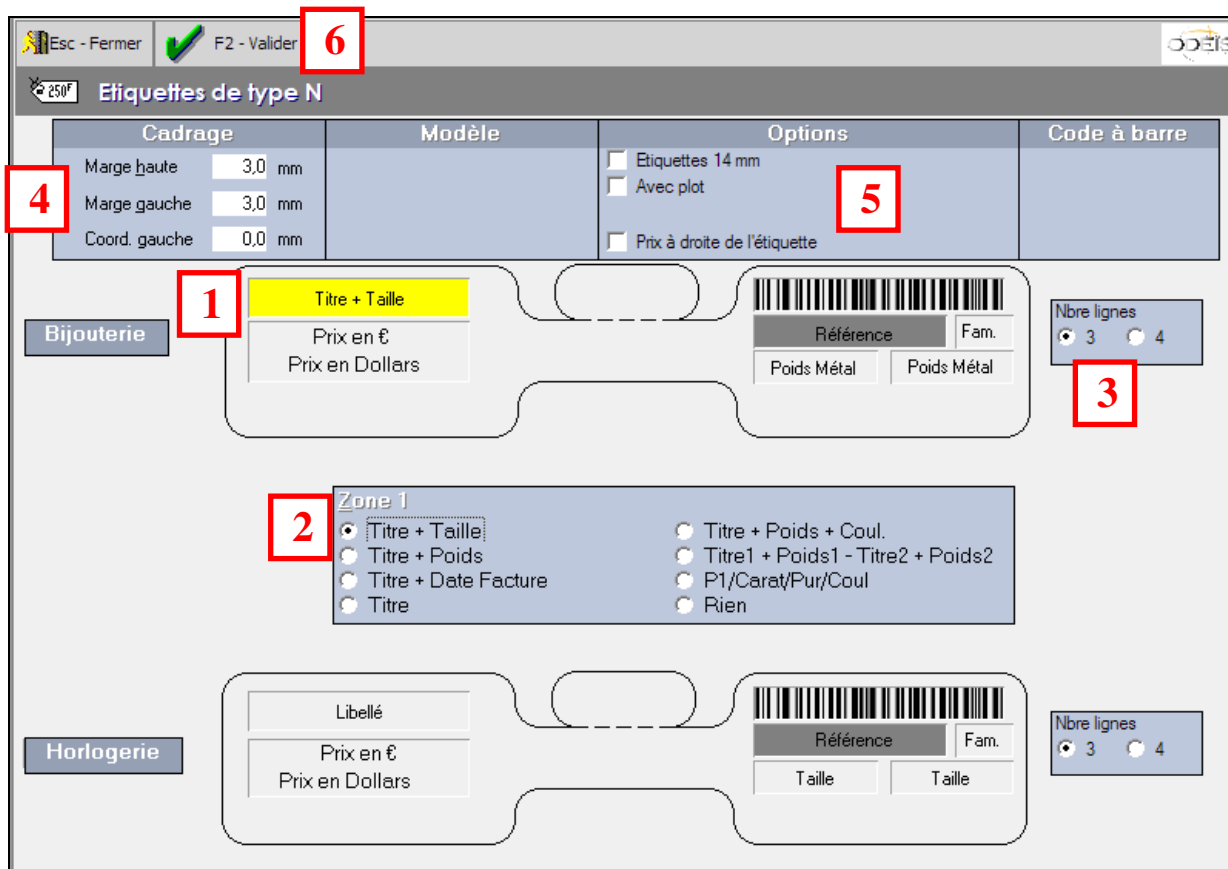 Esc - Fermer F2 - Valider 6
ODEIS
250F Etiquettes de type N
Cadrage Modèle Options Code à barre
Marge haute 3,0 mm
Marge gauche 3,0 mm
Coord. gauche 0,0 mm
4
Etiquettes 14 mm
Avec plot
5
Prix à droite de l'étiquette
1
Bijouterie
Titre + Taille
Prix en €
Prix en Dollars
Référence Fam.
Poids Métal Poids Métal
Nbre lignes
3 4
3
2
Zone 1
Titre + Taille Titre + Poids + Coul.
Titre + Poids Titre1 + Poids1 - Titre2 + Poids2
Titre + Date Facture P1/Carat/Pur/Coul
Titre Rien
Horlogerie
Libellé
Prix en €
Prix en Dollars
Référence Fam.
Taille Taille
Nbre lignes
3 4